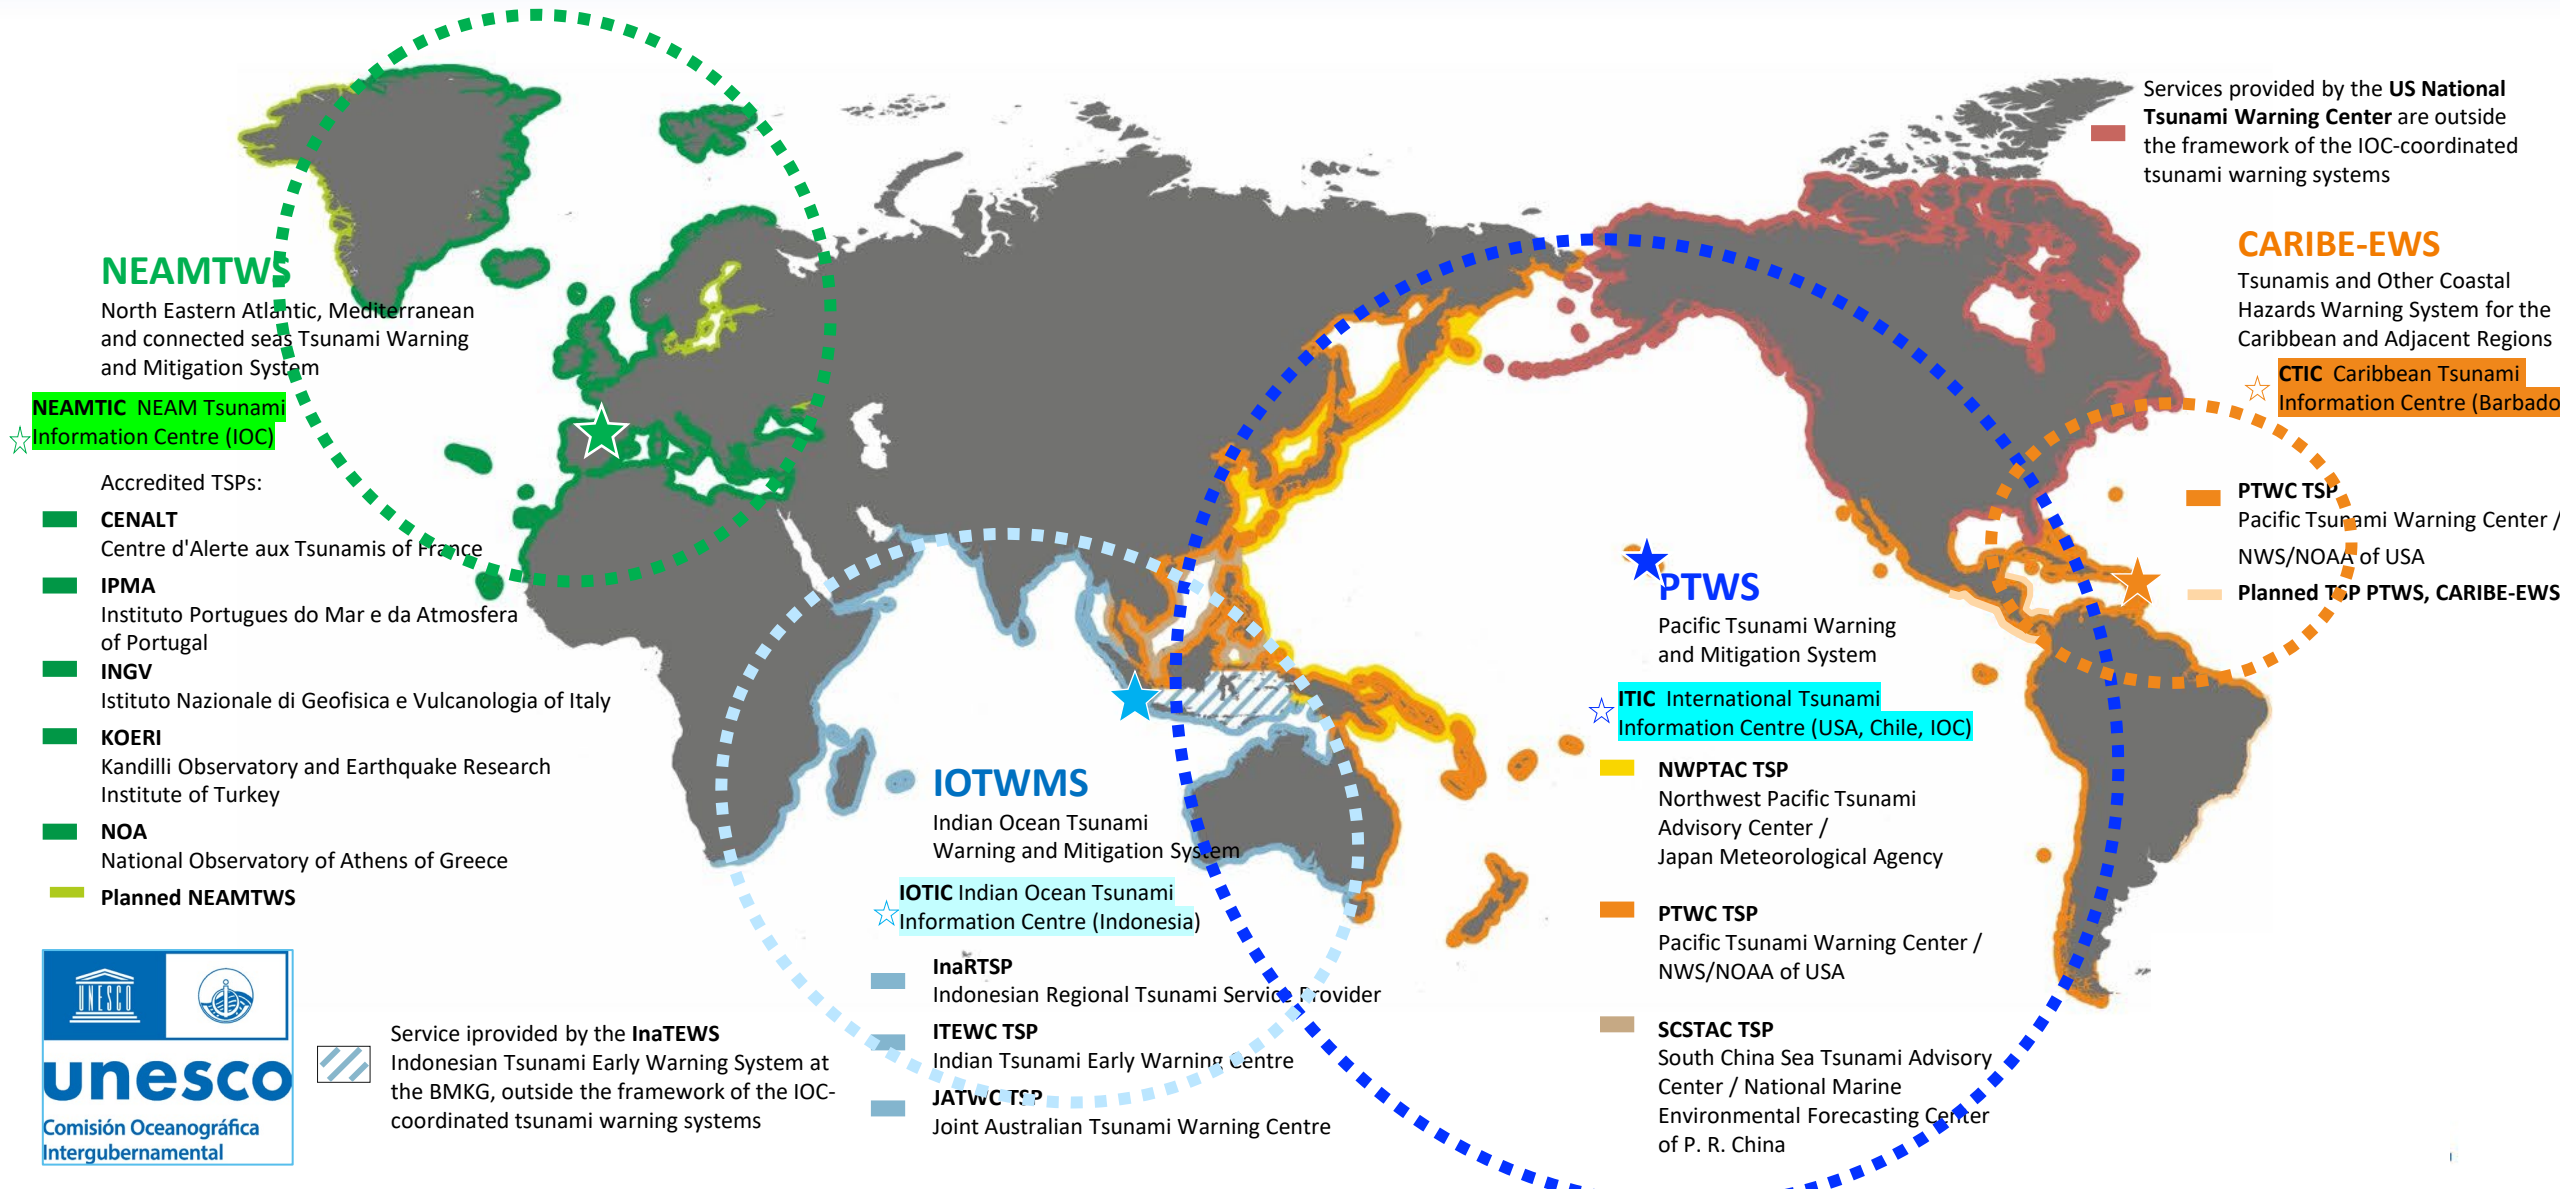 NEAMTWS
North Eastern Atlantic, Mediterranean
and connected seas Tsunami Warning
and Mitigation System
NEAMTIC NEAM Tsunami
Information Centre (IOC)
Accredited TSPs:
CENALT
Centre d'Alerte aux Tsunamis of France
IPMA
Instituto Portugues do Mar e da Atmosfera
of Portugal
INGV
Istituto Nazionale di Geofisica e Vulcanologia of Italy
KOERI
Kandilli Observatory and Earthquake Research
Institute of Turkey
NOA
National Observatory of Athens of Greece
Planned NEAMTWS
UNESCO
unesco
Comisión Oceanográfica
Intergubernamental
Service iprovided by the InaTEWS
Indonesian Tsunami Early Warning System at
the BMKG, outside the framework of the IOC-
coordinated tsunami warning systems
IOTWMS
Indian Ocean Tsunami
Warning and Mitigation System
IOTIC Indian Ocean Tsunami
Information Centre (Indonesia)
InaRTSP
Indonesian Regional Tsunami Service Provider
ITEWC TSP
Indian Tsunami Early Warning Centre
JATWC TSP
Joint Australian Tsunami Warning Centre
PTWS
Pacific Tsunami Warning
and Mitigation System
ITIC International Tsunami
Information Centre (USA, Chile, IOC)
NWPTAC TSP
Northwest Pacific Tsunami
Advisory Center /
Japan Meteorological Agency
PTWC TSP
Pacific Tsunami Warning Center /
NWS/NOAA of USA
SCSTAC TSP
South China Sea Tsunami Advisory
Center / National Marine
Environmental Forecasting Center
of P. R. China
Services provided by the US National
Tsunami Warning Center are outside
the framework of the IOC-coordinated
tsunami warning systems
CARIBE-EWS
Tsunamis and Other Coastal
Hazards Warning System for the
Caribbean and Adjacent Regions
CTIC Caribbean Tsunami
Information Centre (Barbado
PTWC TSP
Pacific Tsunami Warning Center /
NWS/NOAA of USA
Planned TSP PTWS, CARIBE-EWS